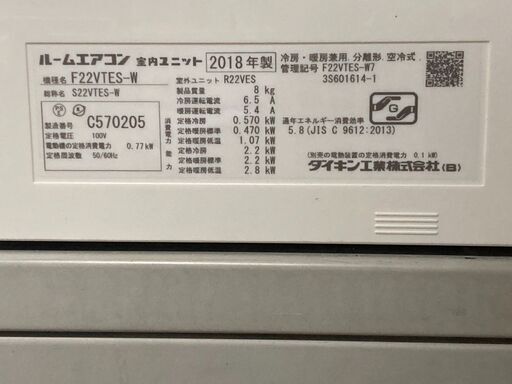 ルームエアコン 室内ユニット 2018年製 冷房・暖房兼用 分離形 空冷式
機種名 F22VTES-W 室外ユニット R22VES 管理記号 F22VTES-W7
総称名 S22VTES-W 製品質量 8 kg 3S601614-1
冷房運転電流 6.5 A
暖房運転電流 5.4 A
製造番号 C570205 消費電力 定格冷房 0.570 kW 通年エネルギー消費効率
定格電圧 100V 定格暖房標準 0.470 kW 5.8(JIS C 9612:2013)
電動機の定格消費電力 0.77kW 定格暖房低温 1.07 kW
定格周波数 50/60Hz 能力 定格冷房 2.2 kW (別売の電動装置の定格消費電力 0.1 kW)
定格暖房標準 2.2 kW ダイキン工業株式会社(B)
定格暖房低温 2.8 kW